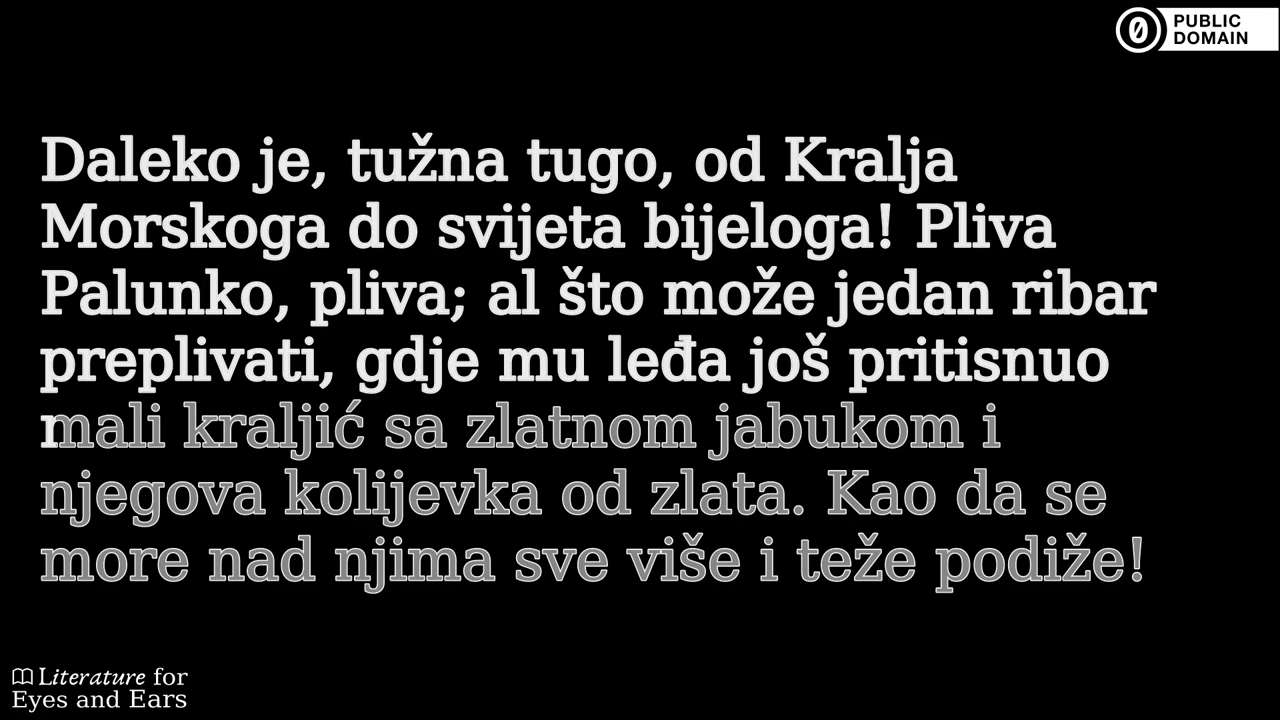 PUBLIC
DOMAIN
Daleko je, tužna tugo, od Kralja
Morskoga do svijeta bijeloga! Pliva
Palunko, pliva; al što može jedan ribar
preplivati, gdje mu leđa još pritisnuo
mali kraljić sa zlatnom jabukom i
njegova kolijevka od zlata. Kao da se
more nad njima sve više i teže podiže!
Literature for
Eyes and Ears